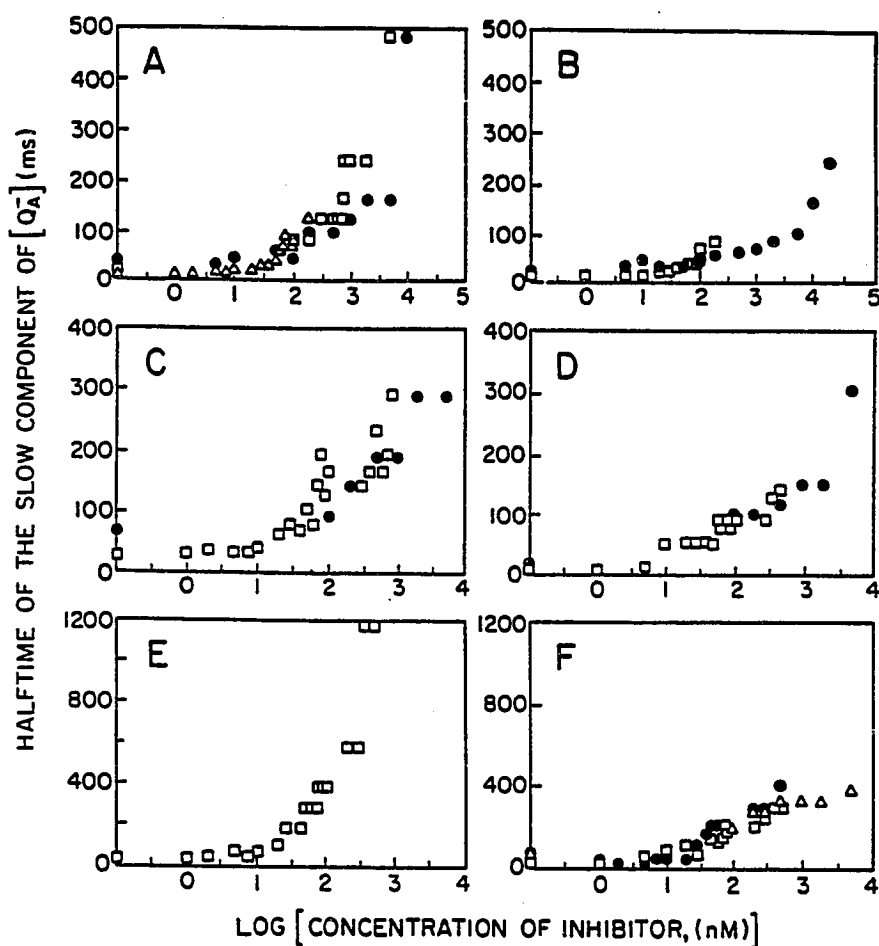 HALFTIME OF THE SLOW COMPONENT OF [Q̄A] (ms)
A
500
400
300
200
100
0
0 1 2 3 4 5
B
500
400
300
200
100
0
0 1 2 3 4 5
C
400
300
200
100
0
0 1 2 3 4
D
400
300
200
100
0
0 1 2 3 4
E
1200
800
400
0
0 1 2 3 4
F
1200
800
400
0
0 1 2 3 4
LOG [CONCENTRATION OF INHIBITOR, (nM)]